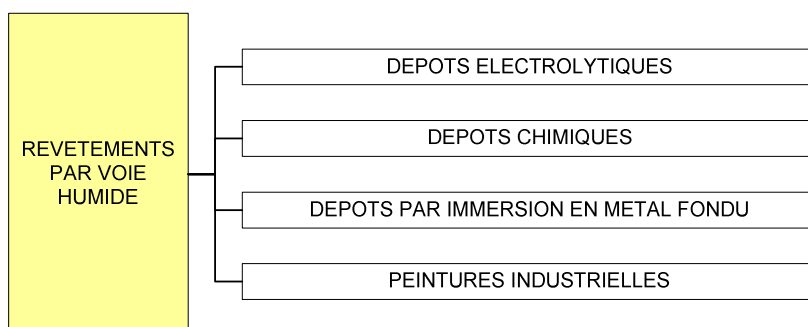 REVETEMENTS
PAR VOIE
HUMIDE
DEPOTS ELECTROLYTIQUES
DEPOTS CHIMIQUES
DEPOTS PAR IMMERSION EN METAL FONDU
PEINTURES INDUSTRIELLES